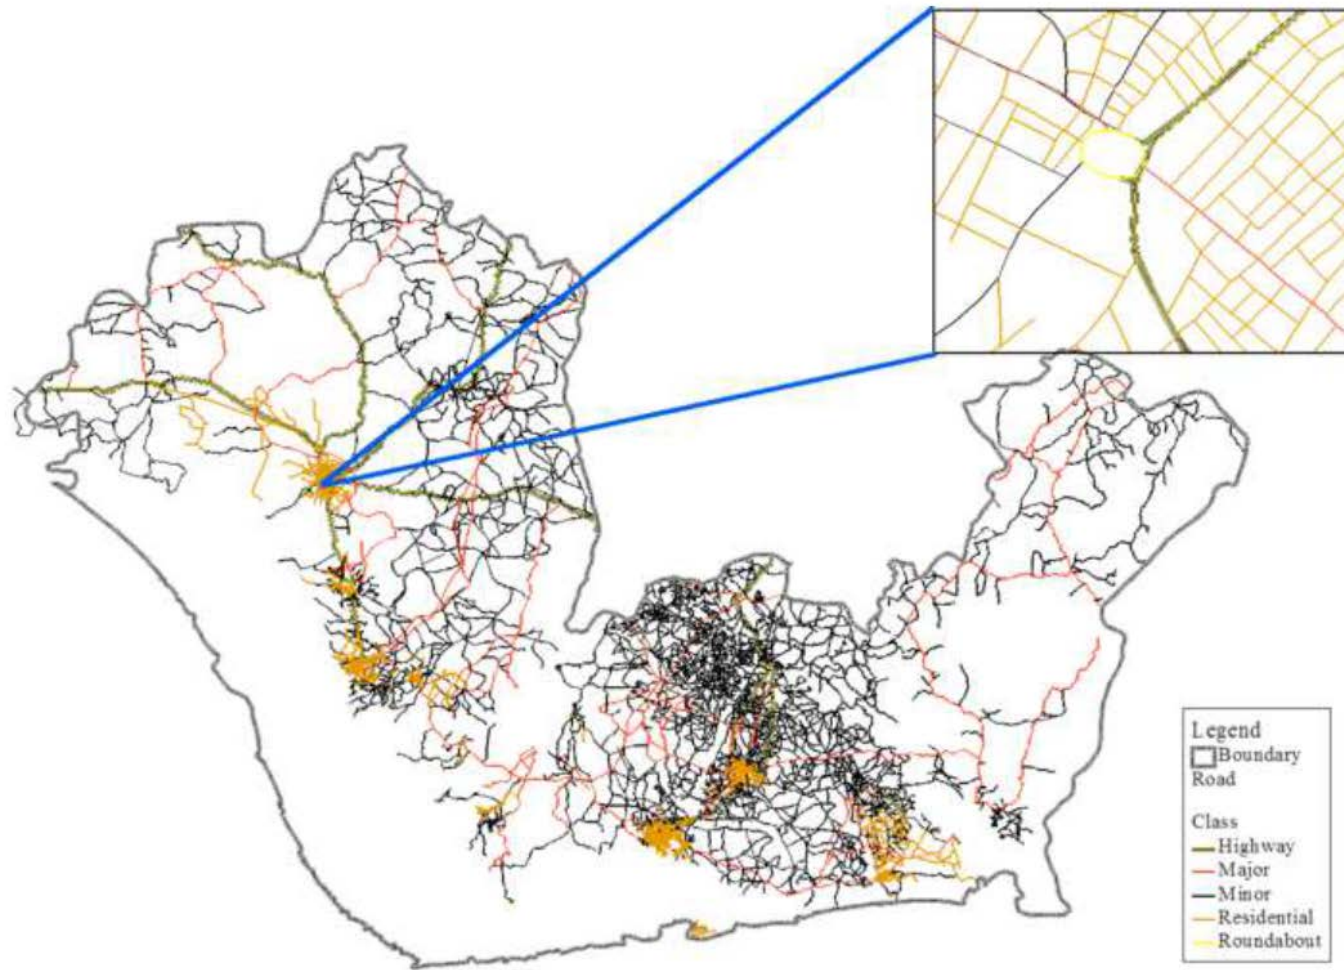 Legend
Boundary
Road
Class
Highway
Major
Minor
Residential
Roundabout